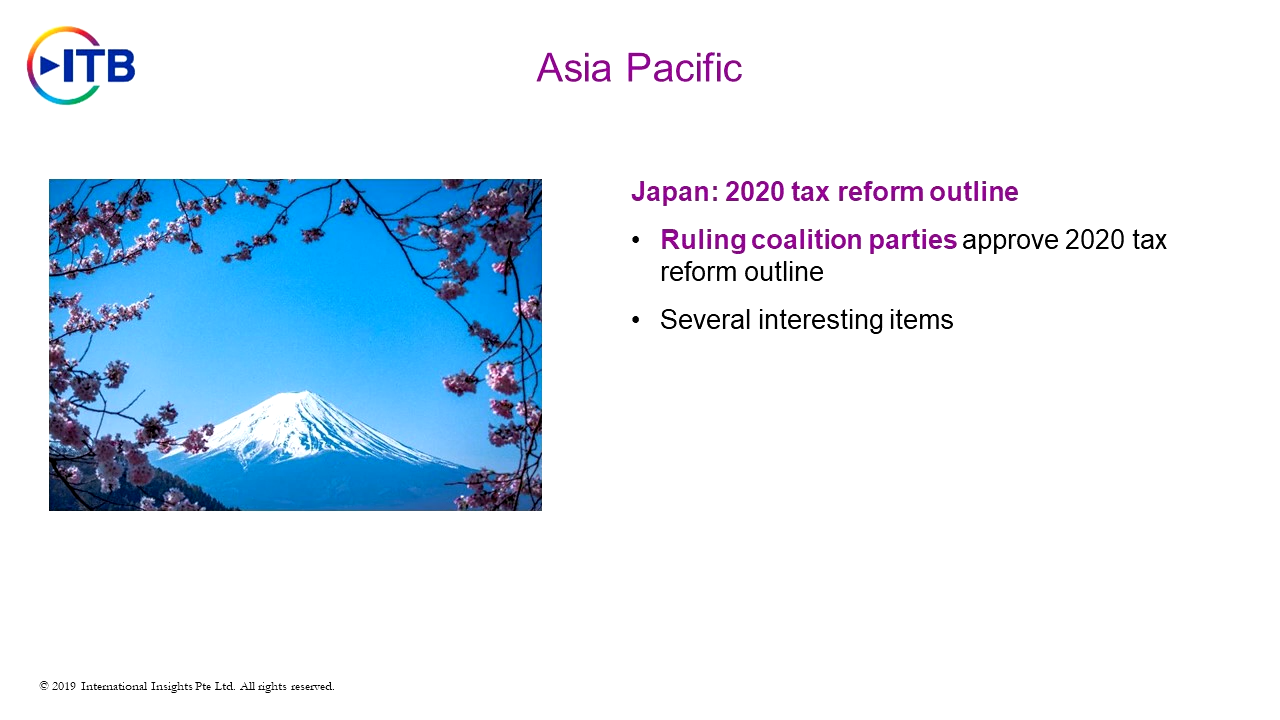 ITB
Asia Pacific
Japan: 2020 tax reform outline
• Ruling coalition parties approve 2020 tax
reform outline
• Several interesting items
© 2019 International Insights Pte Ltd. All rights reserved.